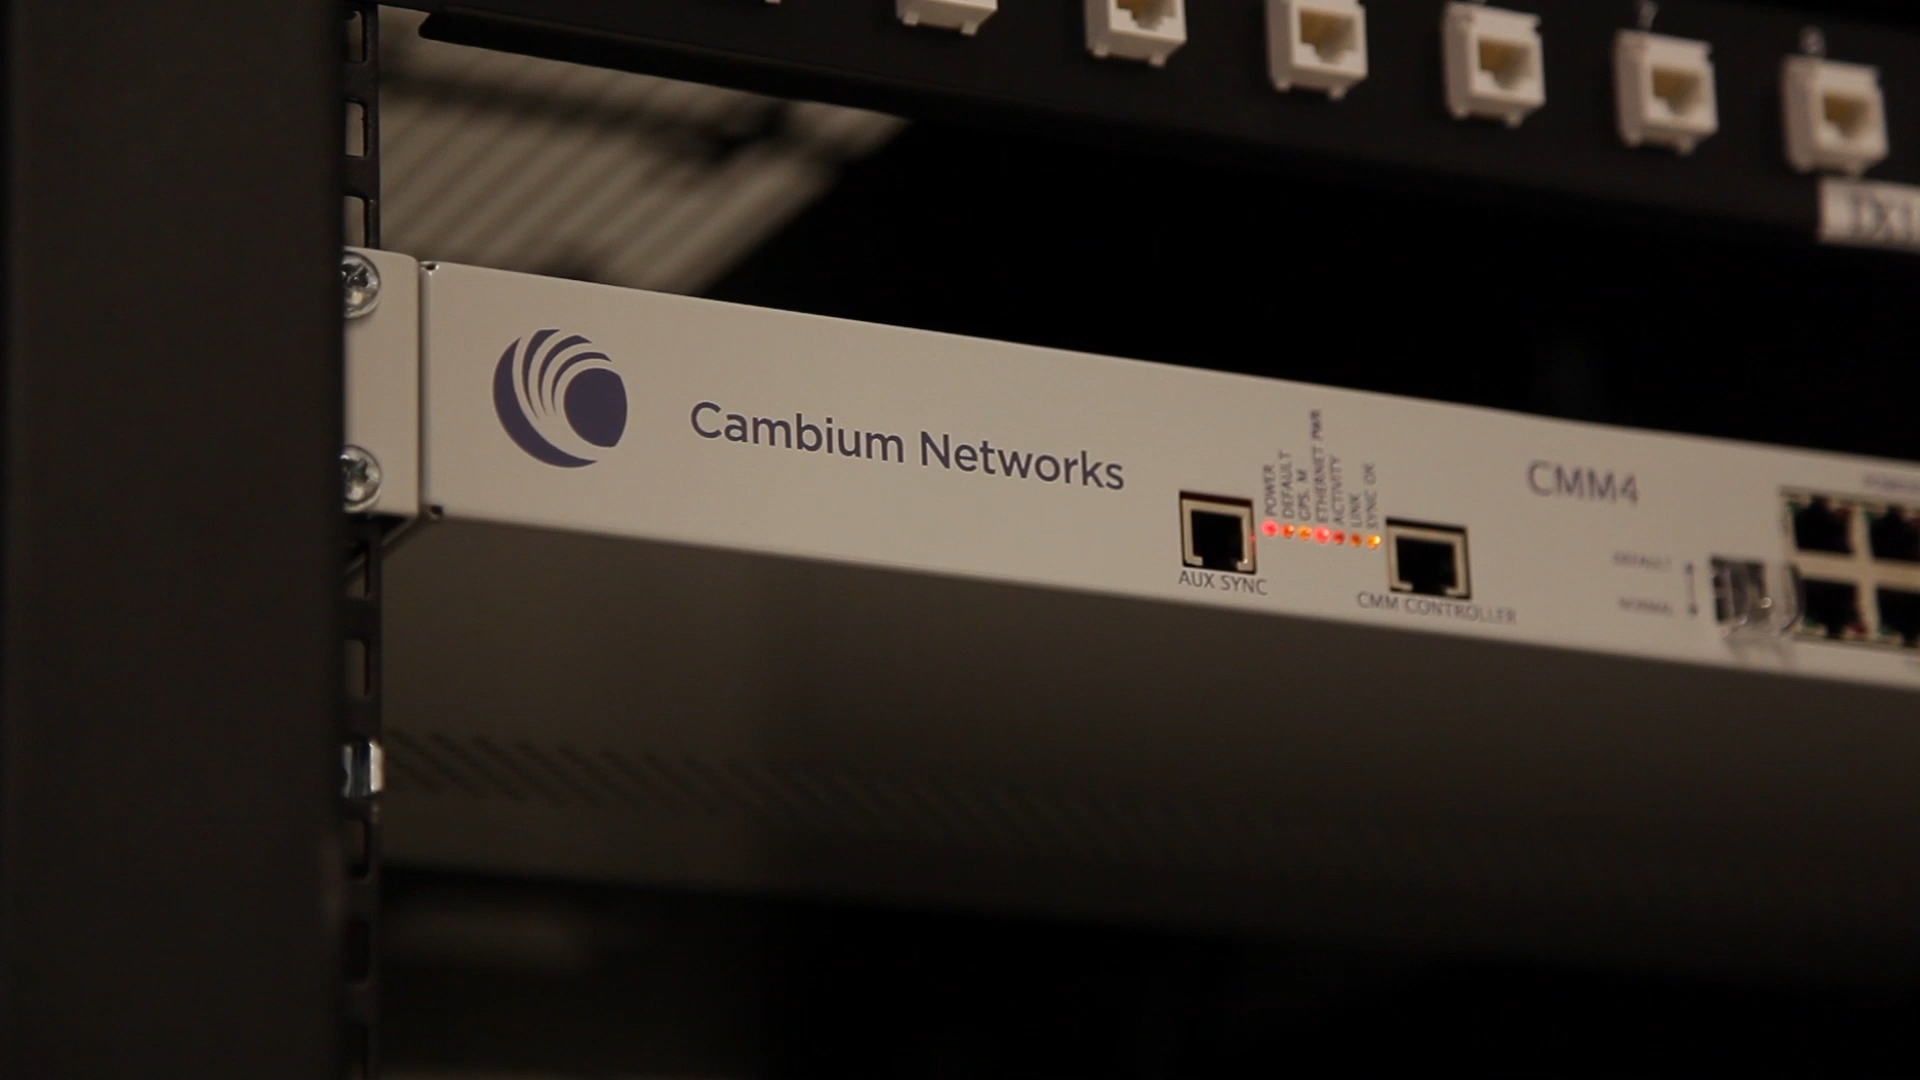 Cambium Networks
AUX SYNC
POWER
DEFAULT
GPS, M
ETHERNET PWR
ACTIVITY
LINK
SYNC OK
CMM CONTROLLER
CMM4
DEFAULT
NORMAL